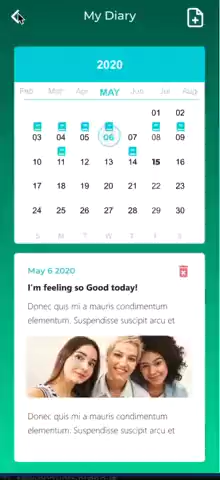 My Diary
2020
Feb Mar Apr MAY Jun Jul Aug
01 02
03 04 05 06 07 08 09
10 11 12 13 14 15 16
17 18 19 20 21 22 23
24 25 26 27 28 29 30
S M T W T F S
May 6 2020
I'm feeling so Good today!
Donec quis mi a mauris condimentum
elementum. Suspendisse suscipit arcu et
Donec quis mi a mauris condimentum
elementum. Suspendisse suscipit arcu et